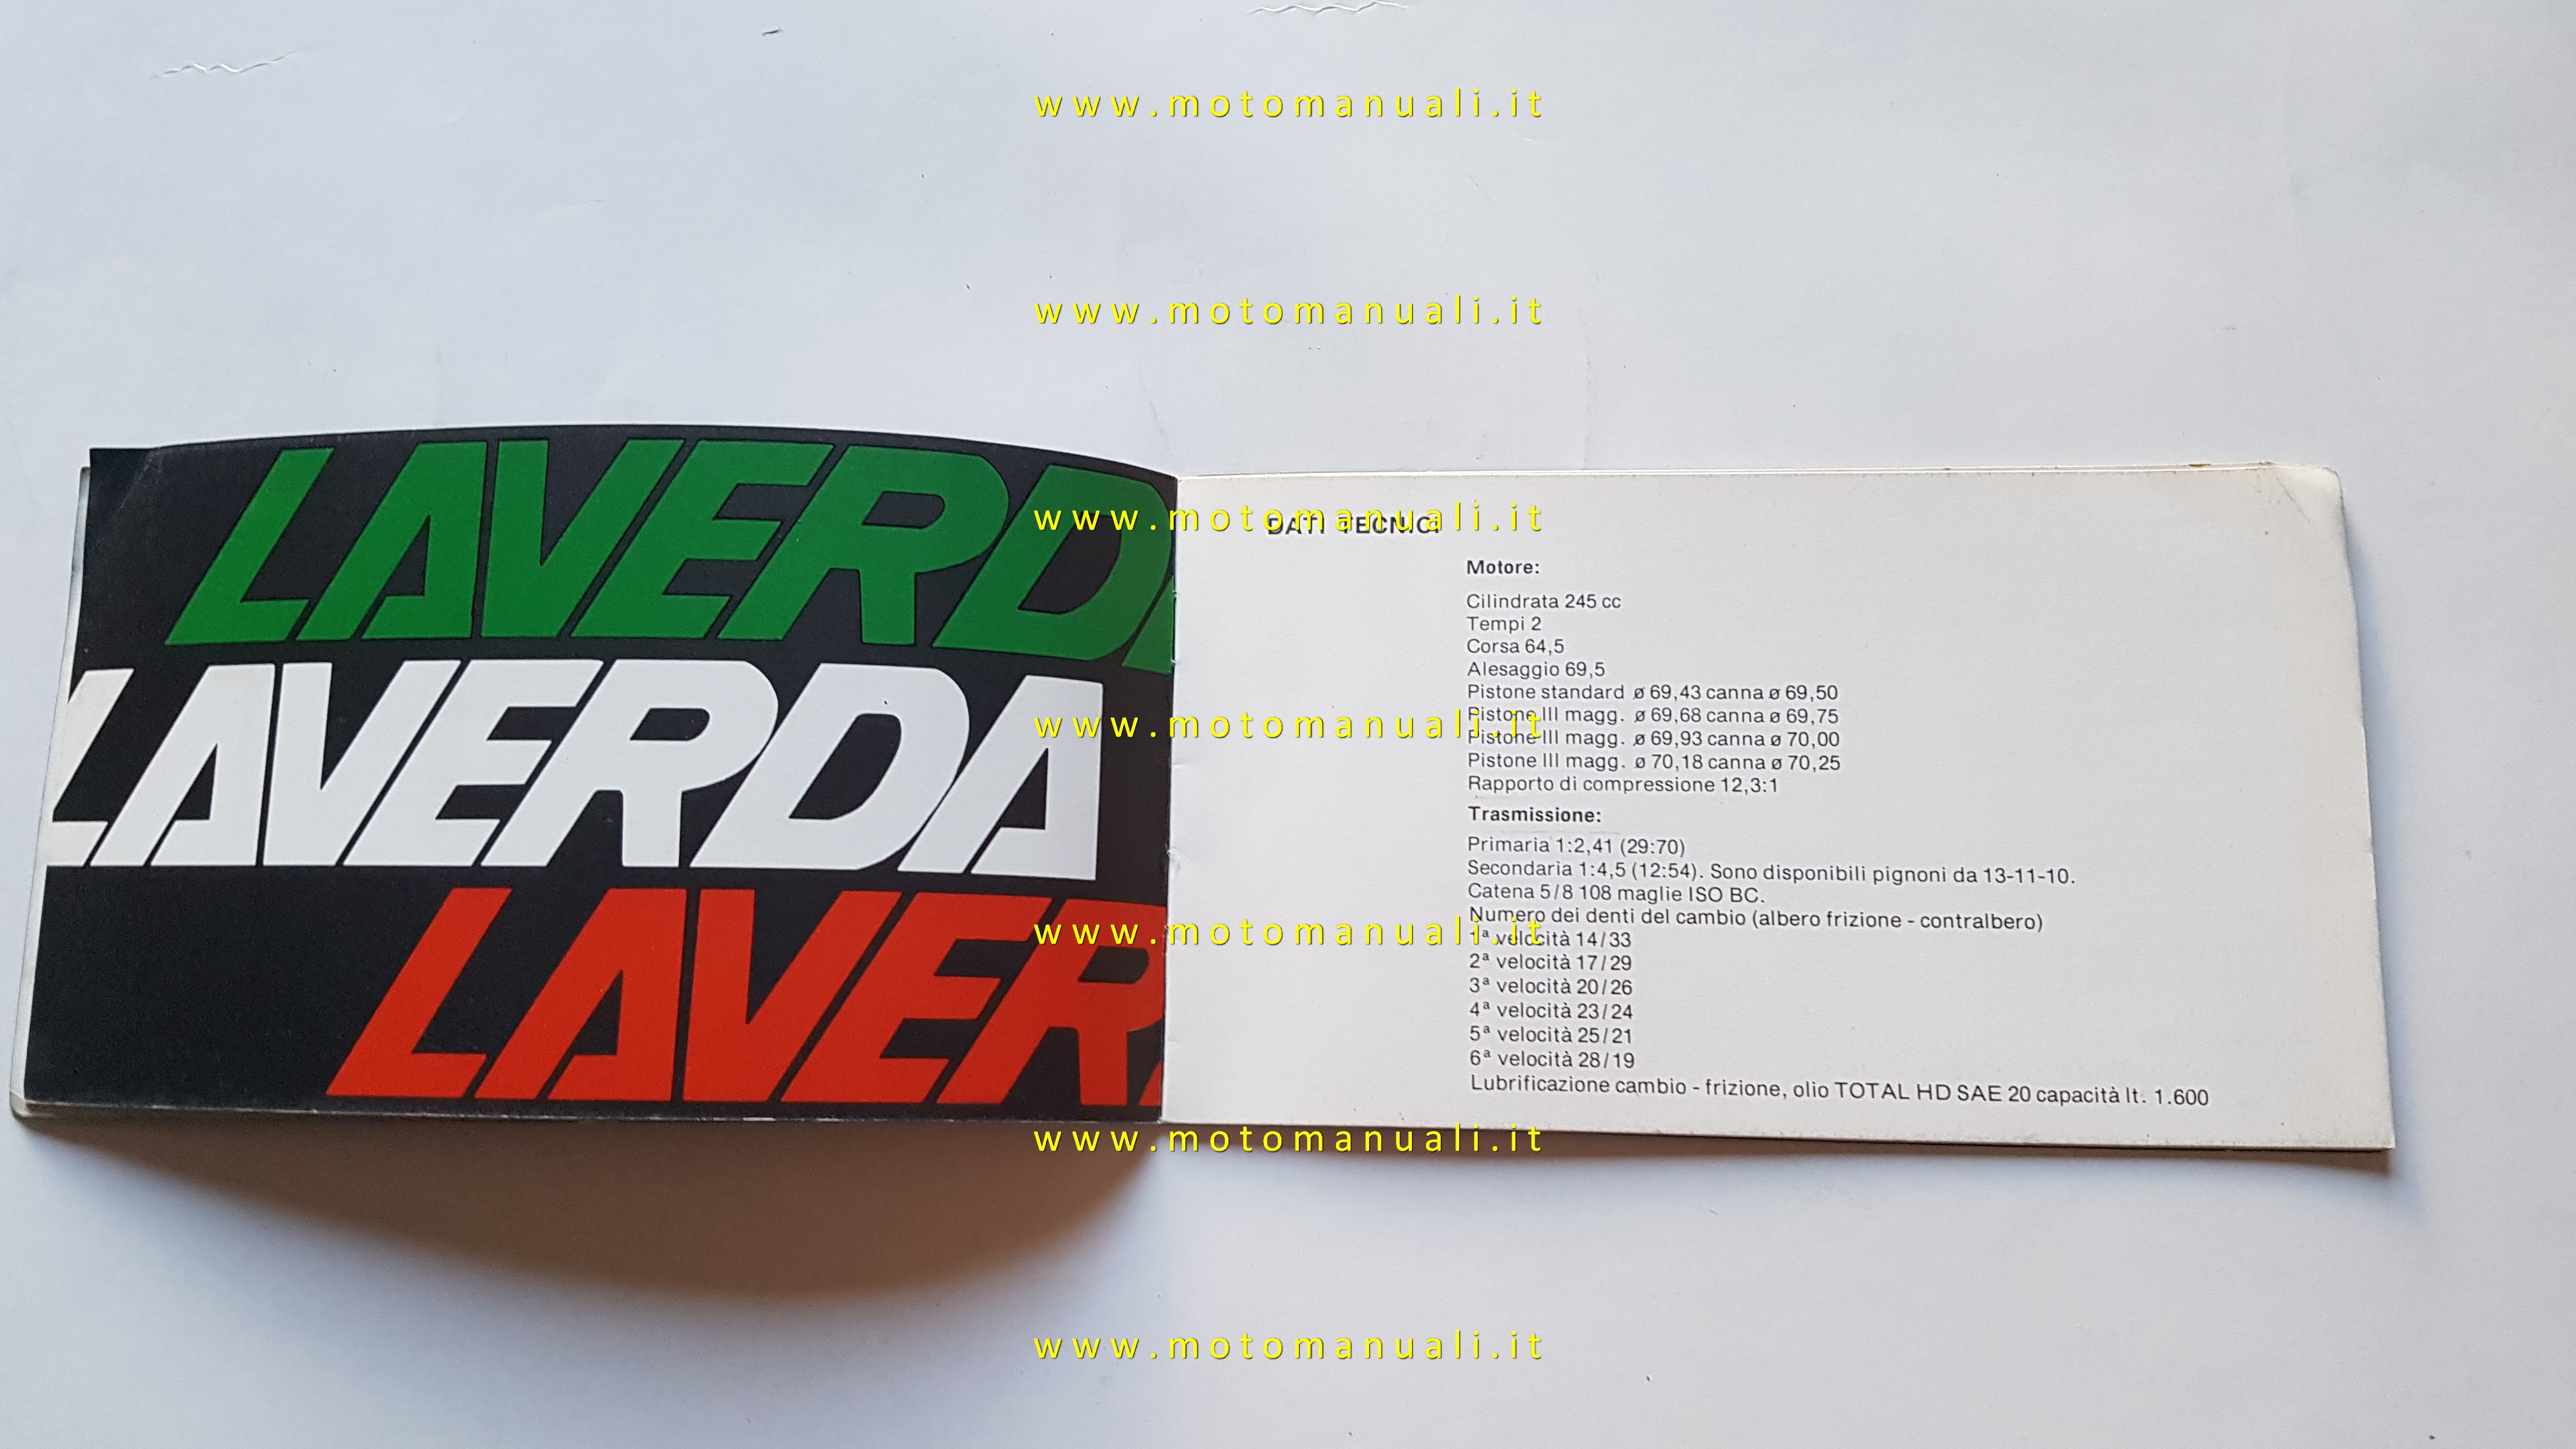 www.motomanuali.it
www.motomanuali.it
LAVERDA
LAVERDA
LAVER
www.motomanuali.it
DATI TECNICI
Motore:
Cilindrata 245 cc
Tempi 2
Corsa 64,5
Alesaggio 69,5
Pistone standard ø 69,43 canna ø 69,50
Pistone III magg. ø 69,68 canna ø 69,75
www.motomanuali.it
Pistone III magg. ø 69,93 canna ø 70,00
Pistone III magg. ø 70,18 canna ø 70,25
Rapporto di compressione 12,3:1
Trasmissione:
Primaria 1:2,41 (29:70)
Secondaria 1:4,5 (12:54). Sono disponibili pignoni da 13-11-10.
Catena 5/8 108 maglie ISO BC.
Numero dei denti del cambio (albero frizione - contralbero)
www.motomanuali.it
1ª velocità 14/33
2ª velocità 17/29
3ª velocità 20/26
4ª velocità 23/24
5ª velocità 25/21
6ª velocità 28/19
Lubrificazione cambio - frizione, olio TOTAL HD SAE 20 capacità lt. 1.600
www.motomanuali.it
www.motomanuali.it